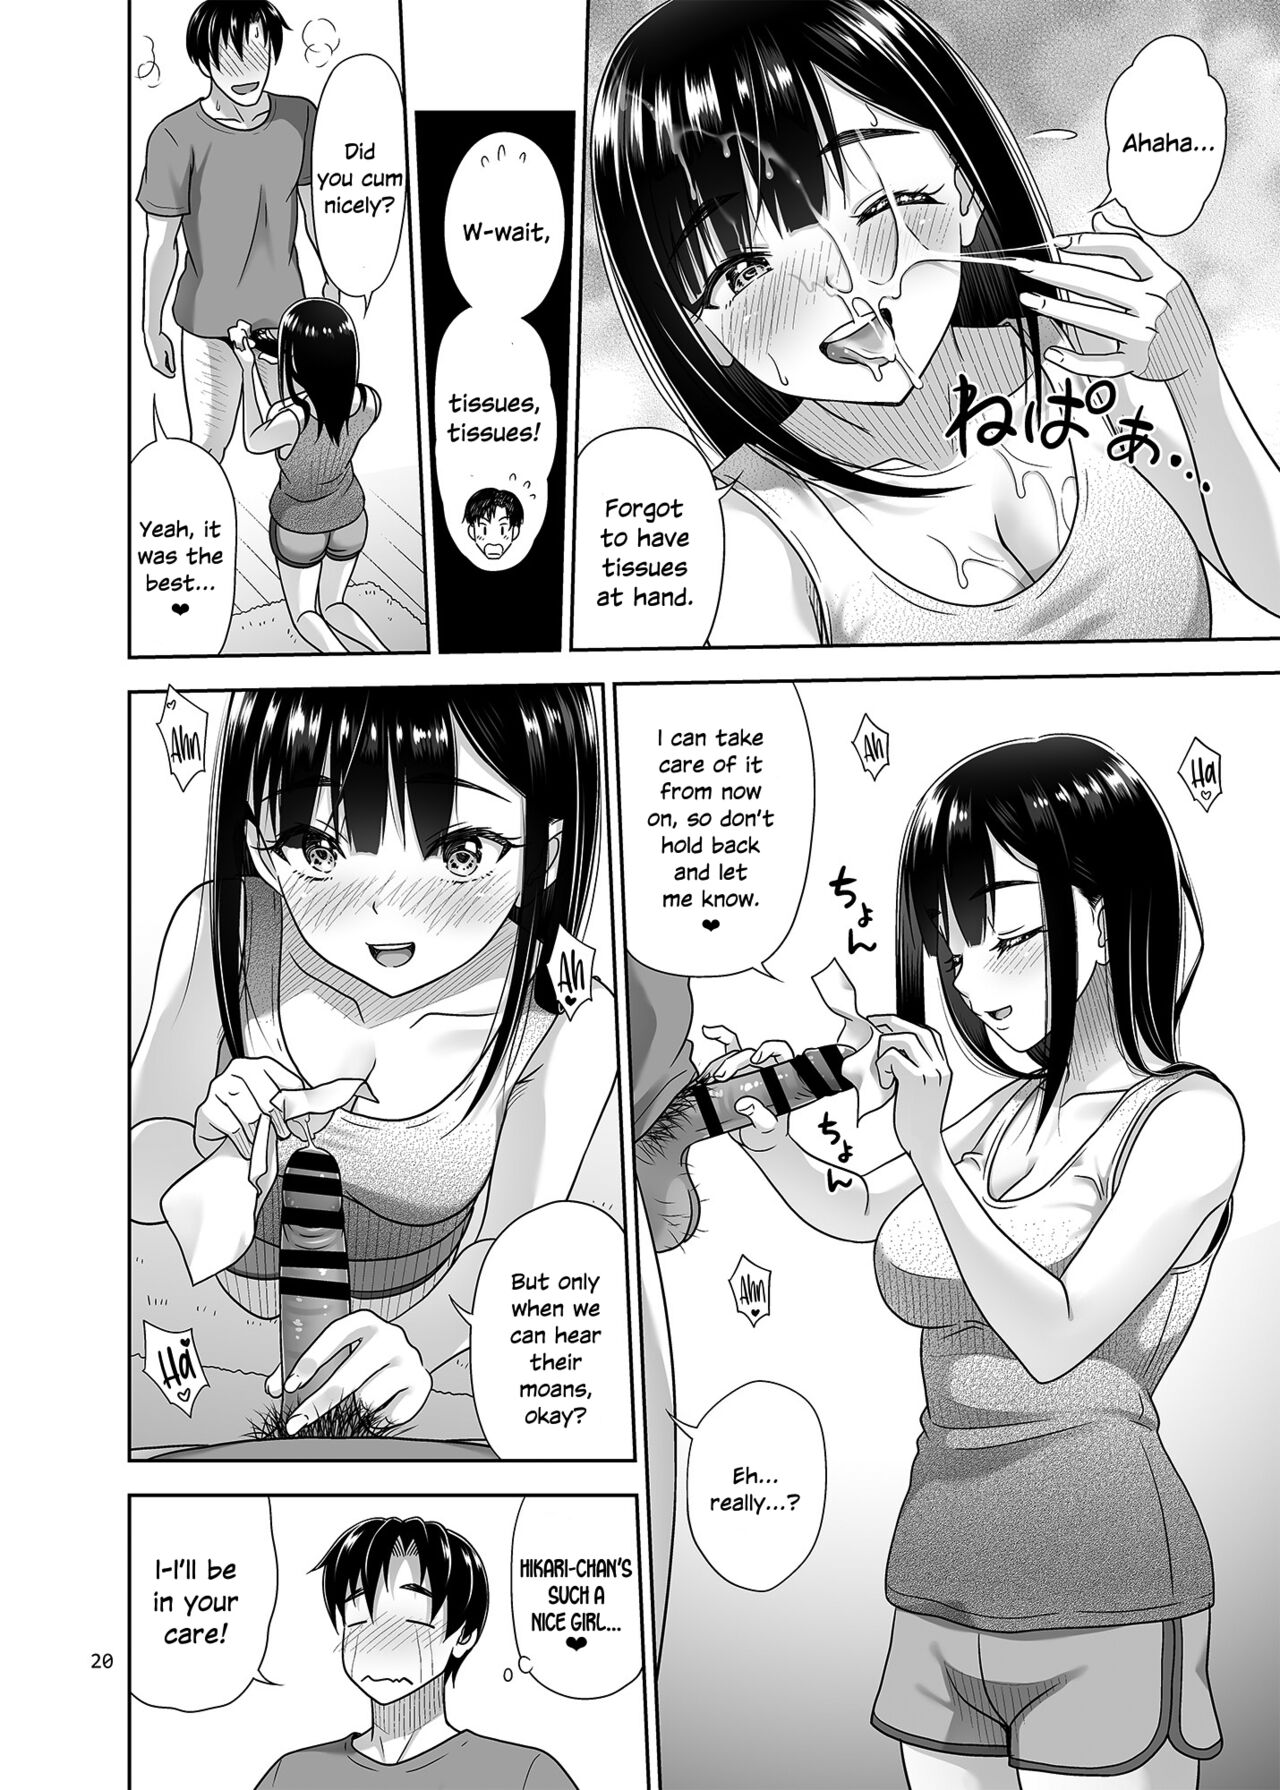 Ahaha...
ねぱぁ...
Forgot
to have
tissues
at hand.
W-wait,
tissues,
tissues!
Did
you cum
nicely?
Yeah, it
was the
best...
❤
I can take
care of it
from now
on, so don't
hold back
and let
me know.
❤
Ah
Ha
ちょん
ちょん
Ahn
Eh...
really...?
Ahn
Ah
Ha
But only
when we
can hear
their
moans,
okay?
HIKARI-CHAN'S
SUCH A
NICE GIRL...
❤
I-I'll be
in your
care!
20